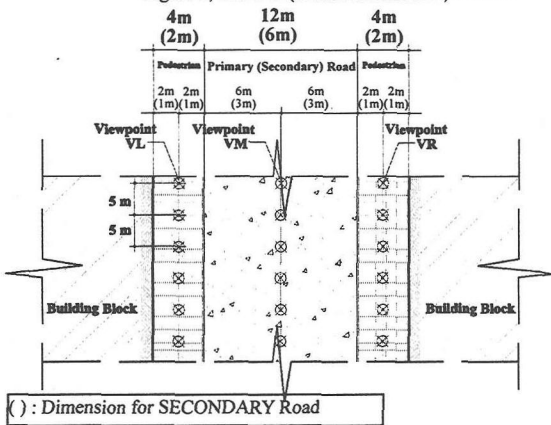 4m 12m 4m
(2m) (6m) (2m)
Pedestrian Primary (Secondary) Road Pedestrian
2m 2m 6m 6m 2m 2m
(1m) (1m) (3m) (3m) (1m) (1m)
Viewpoint Viewpoint Viewpoint
VL VM VR
5 m
5 m
Building Block Building Block
( ) : Dimension for SECONDARY Road